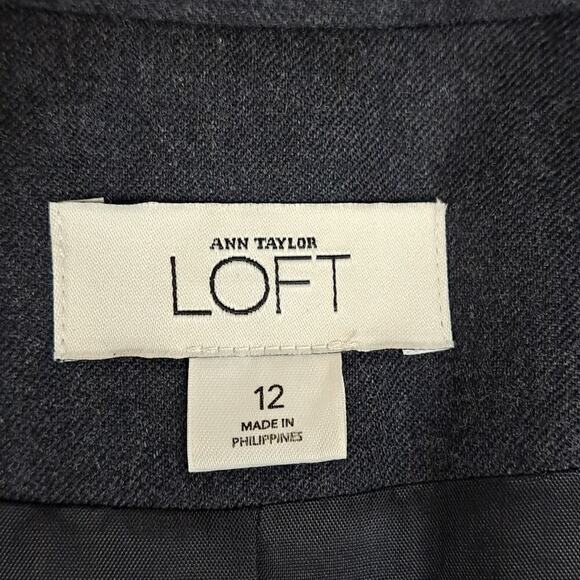 ANN TAYLOR
LOFT
12
MADE IN
PHILIPPINES